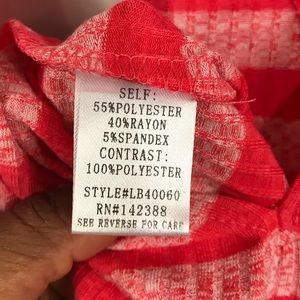 SELF:
55%POLYESTER
40%RAYON
5%SPANDEX
CONTRAST:
100%POLYESTER
STYLE#LB40060
RN#142388
SEE REVERSE FOR CARE